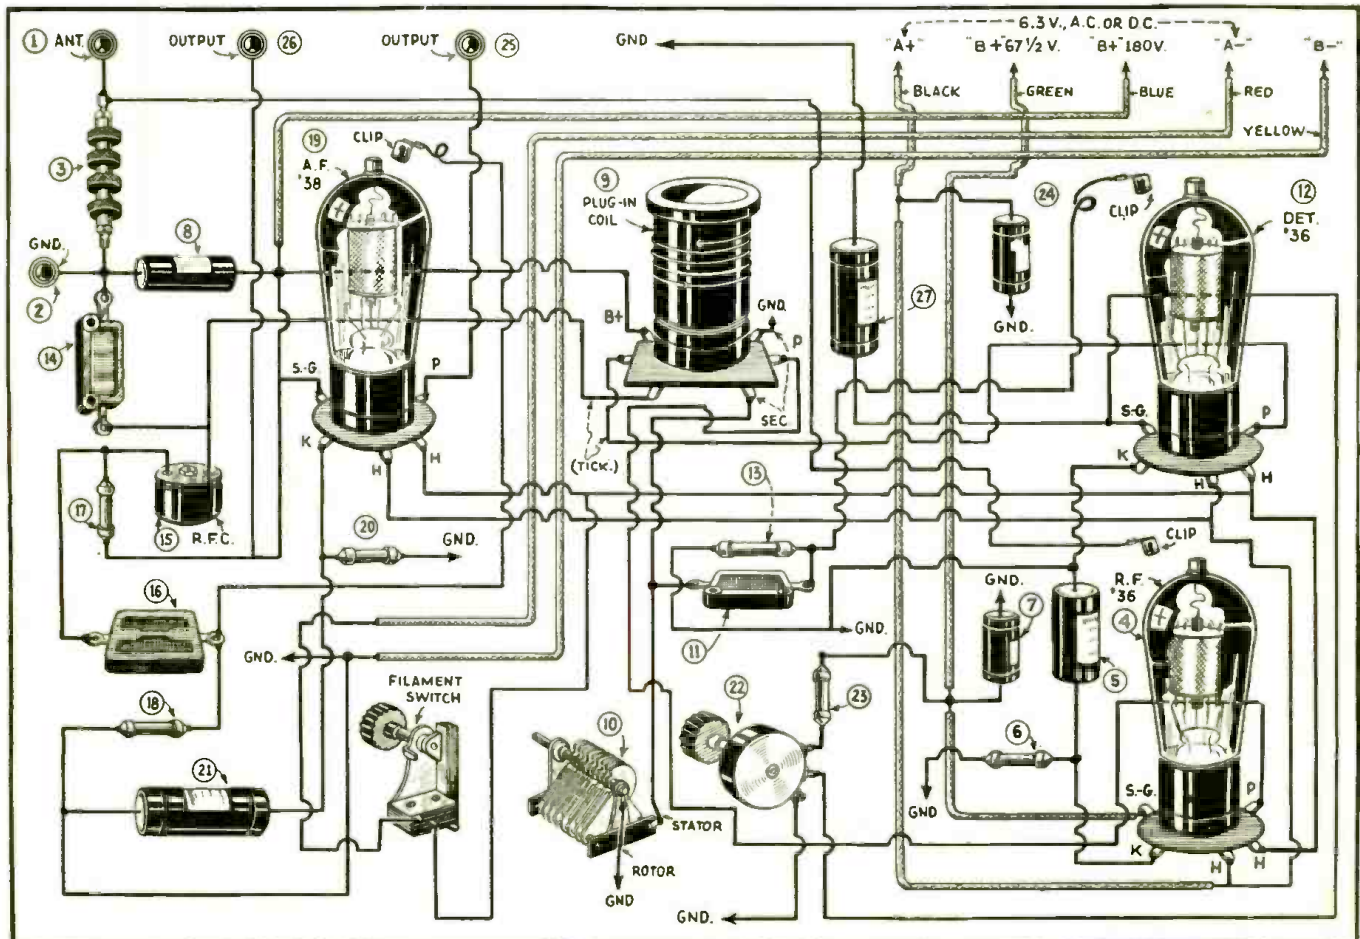 1 ANT.
OUTPUT 26
OUTPUT 25
GND
6.3 V., A.C. OR D.C.
"A+" "B+" 67½ V. "B+" 180V. "A-" "B-"
BLACK GREEN BLUE RED
YELLOW
3
19
A.F.
'38
CLIP
9
PLUG-IN
COIL
24
CLIP
12
DET.
'36
GND.
2
8
27
GND.
B+
GND.
P
14
S.-G. P
SEC
S-G. P
K H
H
(TICK.)
K
H H
17
15 R.F.C.
20
GND.
13
CLIP
16
11
GND.
GND.
7
R.F.
'36
4
5
GND.
FILAMENT
SWITCH
18
10
22
23
6
21
STATOR
ROTOR
GND
GND
S.-G. P
K
H H
GND.